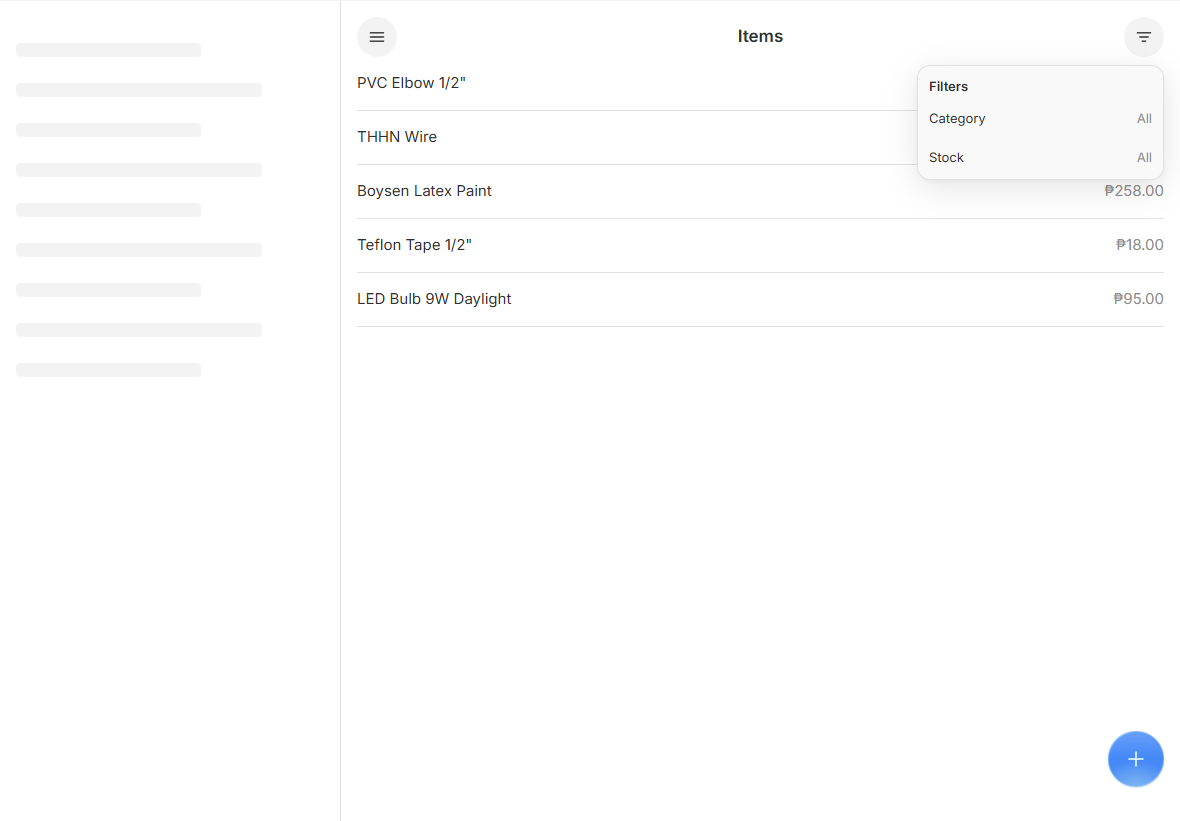 Items
PVC Elbow 1/2"
Filters
Category All
THHN Wire
Stock All
Boysen Latex Paint ₱258.00
Teflon Tape 1/2" ₱18.00
LED Bulb 9W Daylight ₱95.00